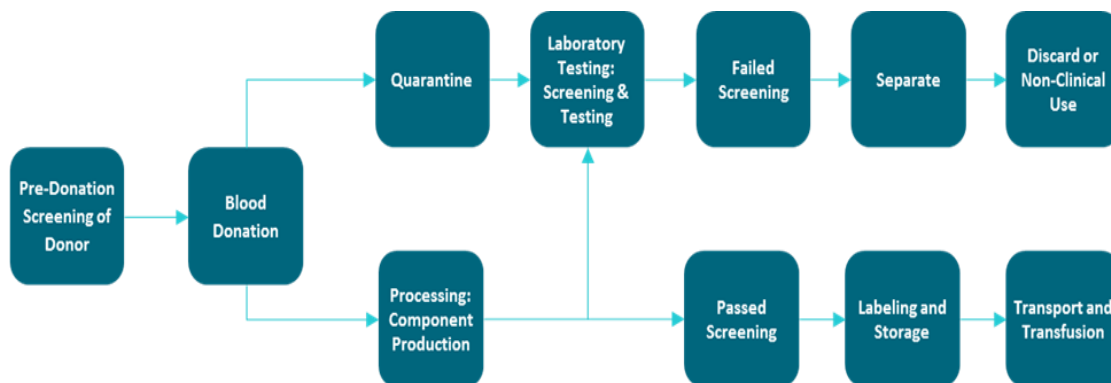 Pre-Donation
Screening of
Donor
Blood
Donation
Quarantine
Laboratory
Testing:
Screening &
Testing
Failed
Screening
Separate
Discard or
Non-Clinical
Use
Processing:
Component
Production
Passed
Screening
Labeling and
Storage
Transport and
Transfusion